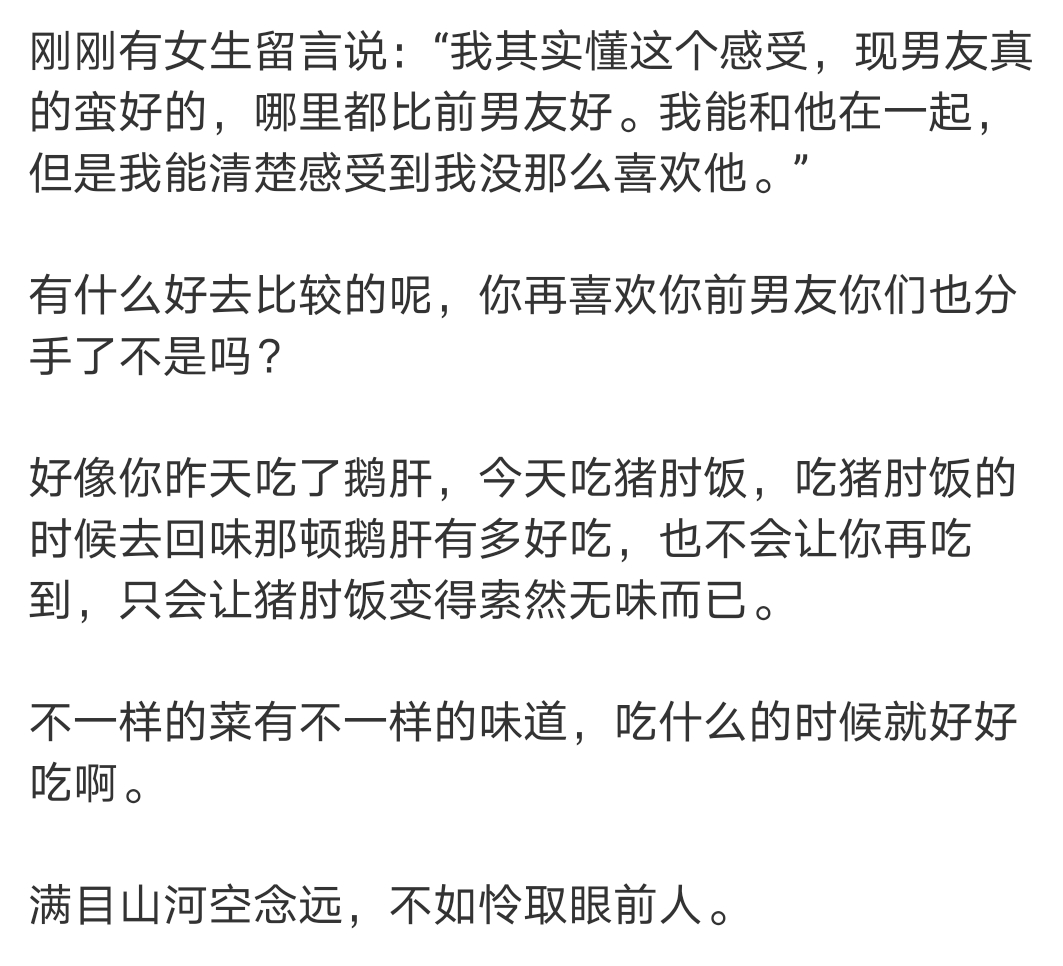 刚刚有女生留言说：“我其实懂这个感受，现男友真
的蛮好的，哪里都比前男友好。我能和他在一起，
但是我能清楚感受到我没那么喜欢他。”
有什么好去比较的呢，你再喜欢你前男友你们也分
手了不是吗？
好像你昨天吃了鹅肝，今天吃猪肘饭，吃猪肘饭的
时候去回味那顿鹅肝有多好吃，也不会让你再吃
到，只会让猪肘饭变得索然无味而已。
不一样的菜有不一样的味道，吃什么的时候就好好
吃啊。
满目山河空念远，不如怜取眼前人。